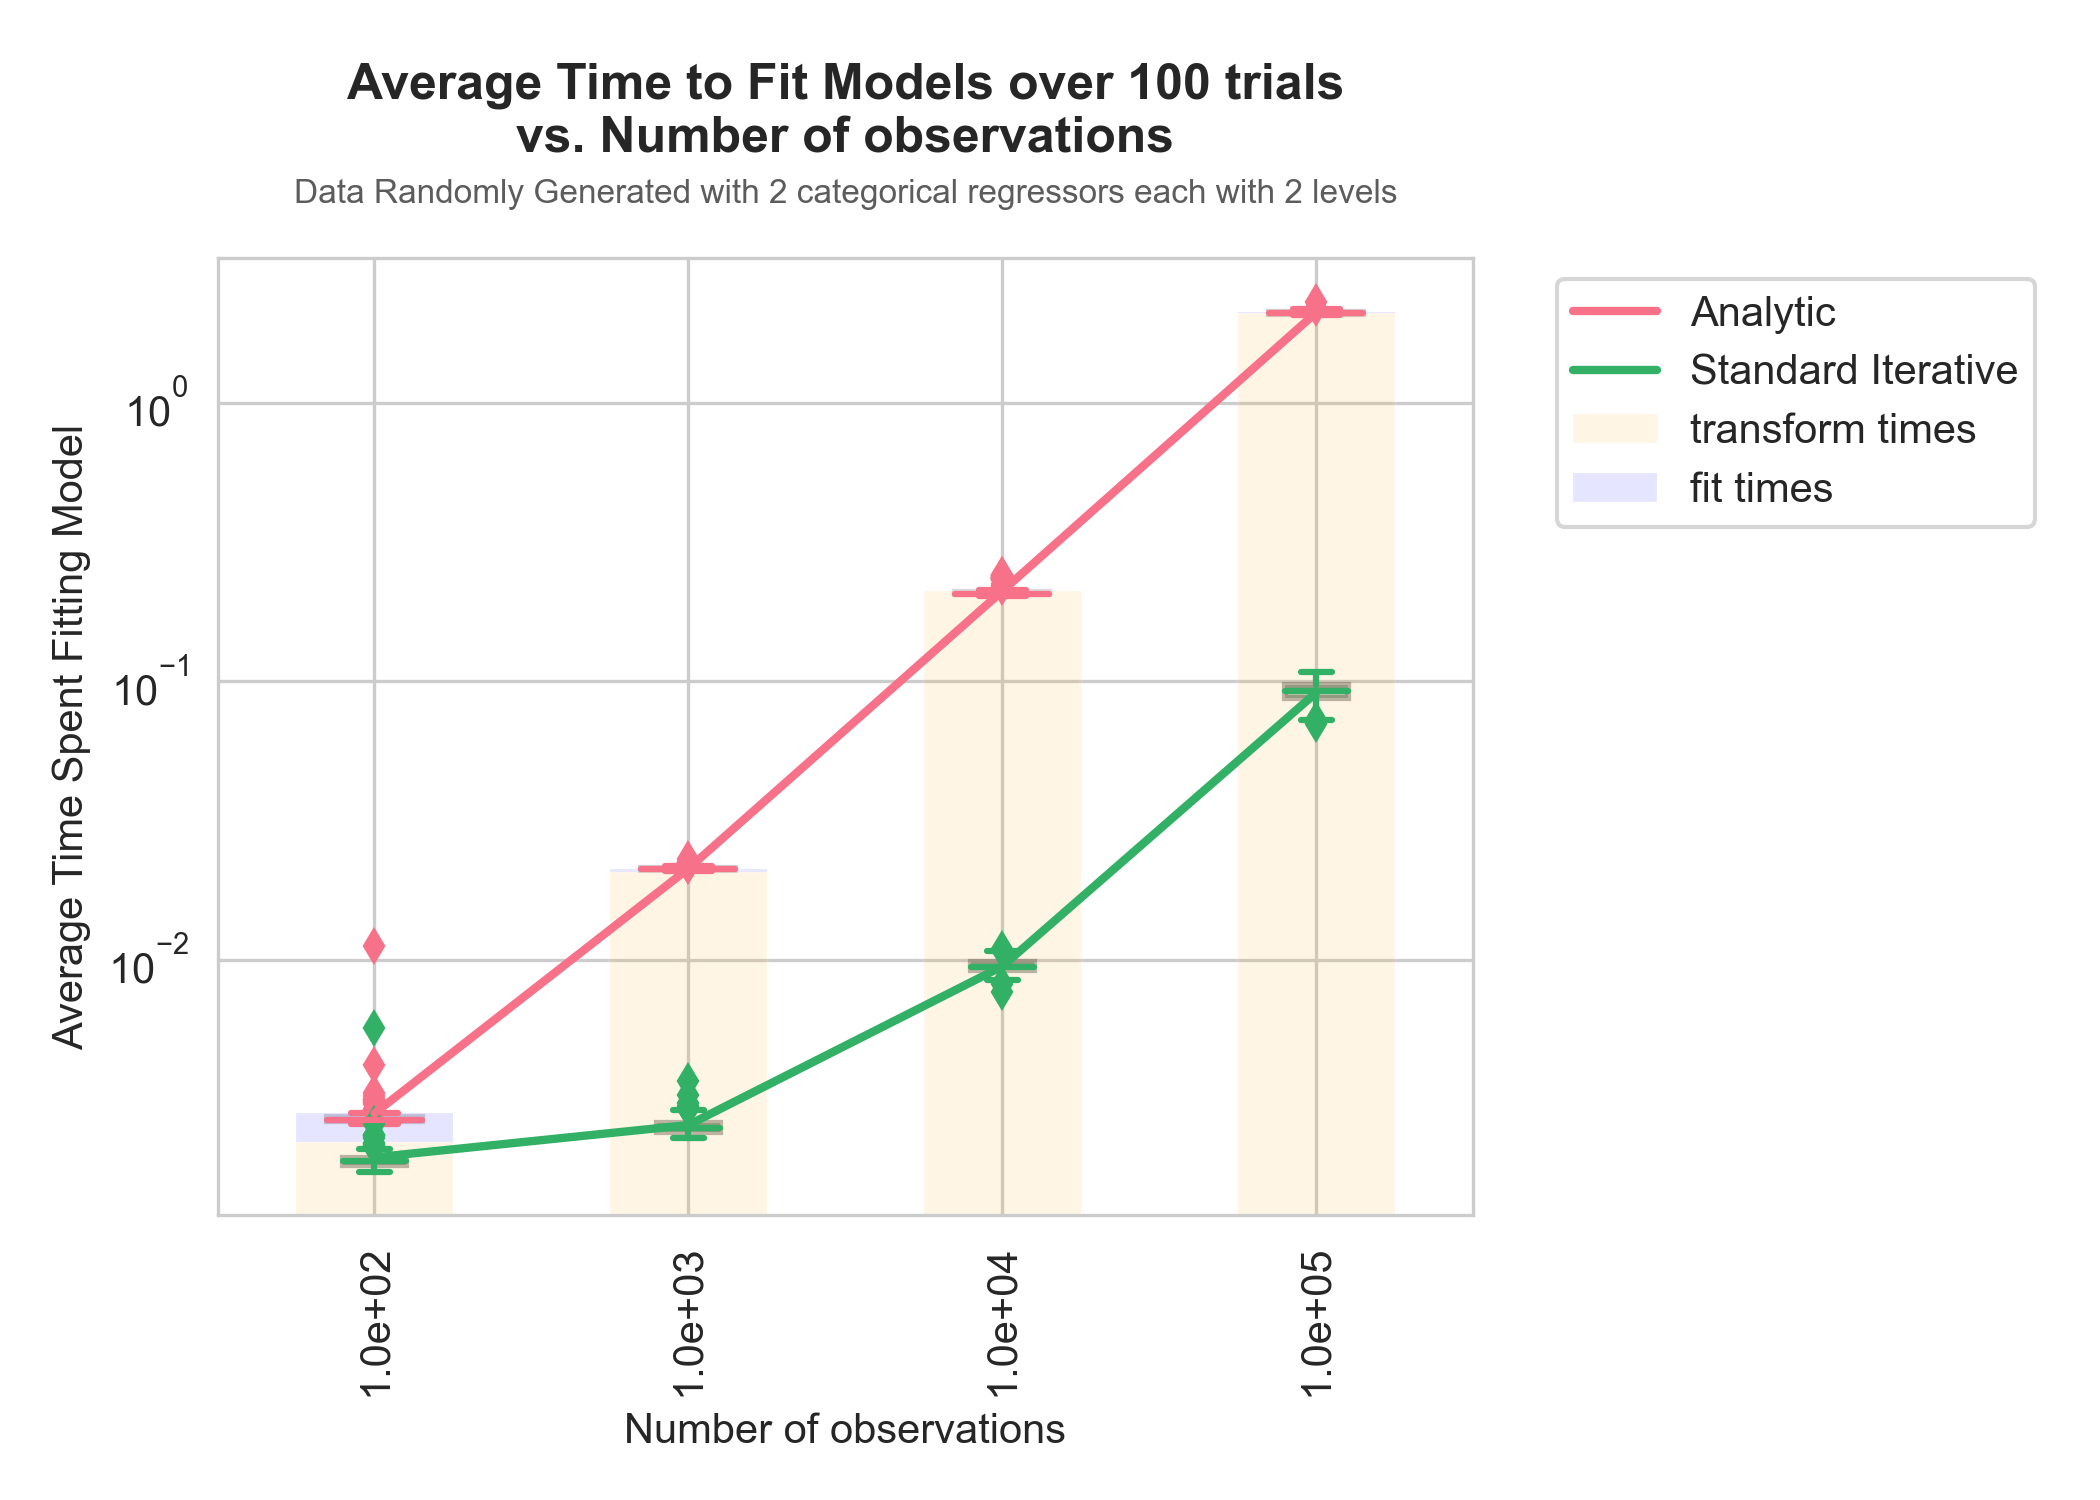 Average Time to Fit Models over 100 trials
vs. Number of observations
Data Randomly Generated with 2 categorical regressors each with 2 levels
Analytic
Standard Iterative
transform times
fit times
Average Time Spent Fitting Model
10⁰
10⁻¹
10⁻²
1.0e+02
1.0e+03
1.0e+04
1.0e+05
Number of observations